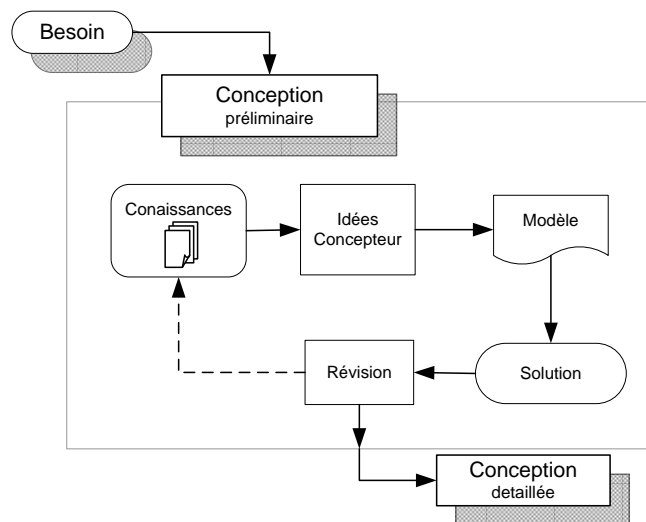 Besoin
Conception
préliminaire
Conaissances
Idées
Concepteur
Modèle
Révision
Solution
Conception
detaillée